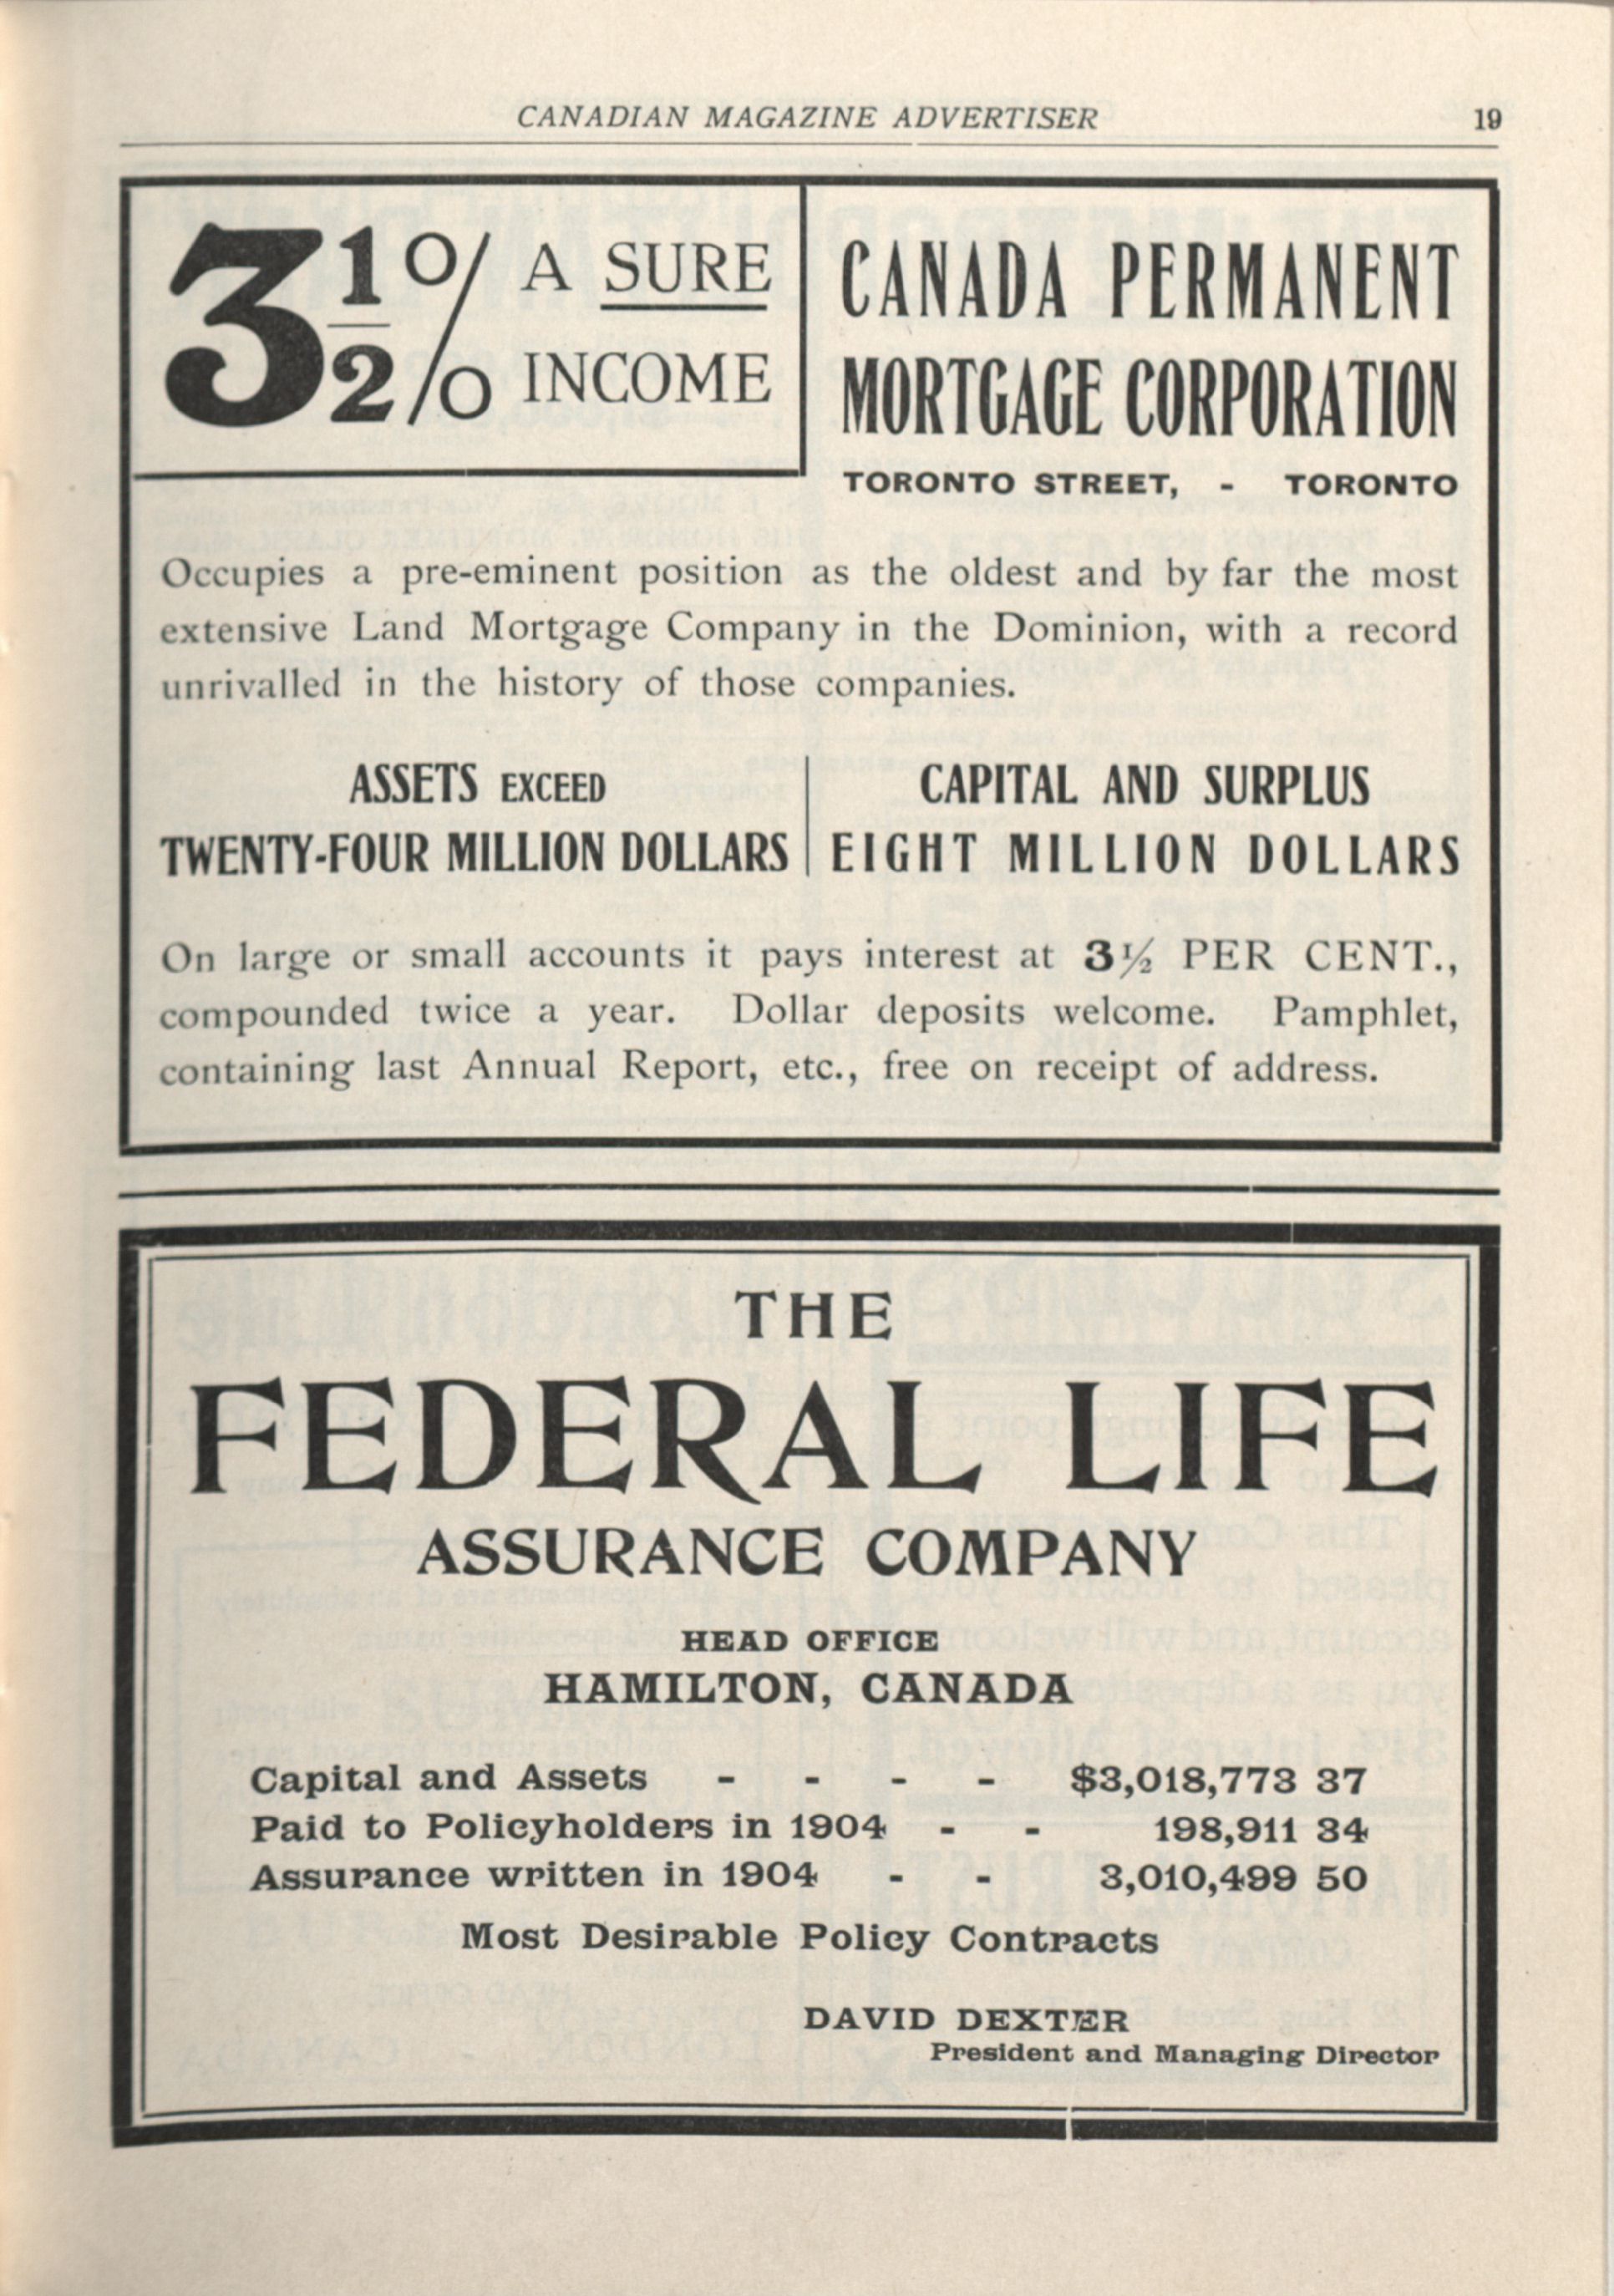 CANADIAN MAGAZINE ADVERTISER 19
3½% A SURE
INCOME
CANADA PERMANENT
MORTGAGE CORPORATION
TORONTO STREET, - TORONTO
Occupies a pre-eminent position as the oldest and by far the most
extensive Land Mortgage Company in the Dominion, with a record
unrivalled in the history of those companies.
ASSETS EXCEED
TWENTY-FOUR MILLION DOLLARS
CAPITAL AND SURPLUS
EIGHT MILLION DOLLARS
On large or small accounts it pays interest at 3½ PER CENT.,
compounded twice a year. Dollar deposits welcome. Pamphlet,
containing last Annual Report, etc., free on receipt of address.
THE
FEDERAL LIFE
ASSURANCE COMPANY
HEAD OFFICE
HAMILTON, CANADA
Capital and Assets - - - - $3,018,773 37
Paid to Policyholders in 1904 - - 198,911 34
Assurance written in 1904 - - 3,010,499 50
Most Desirable Policy Contracts
DAVID DEXTER
President and Managing Director